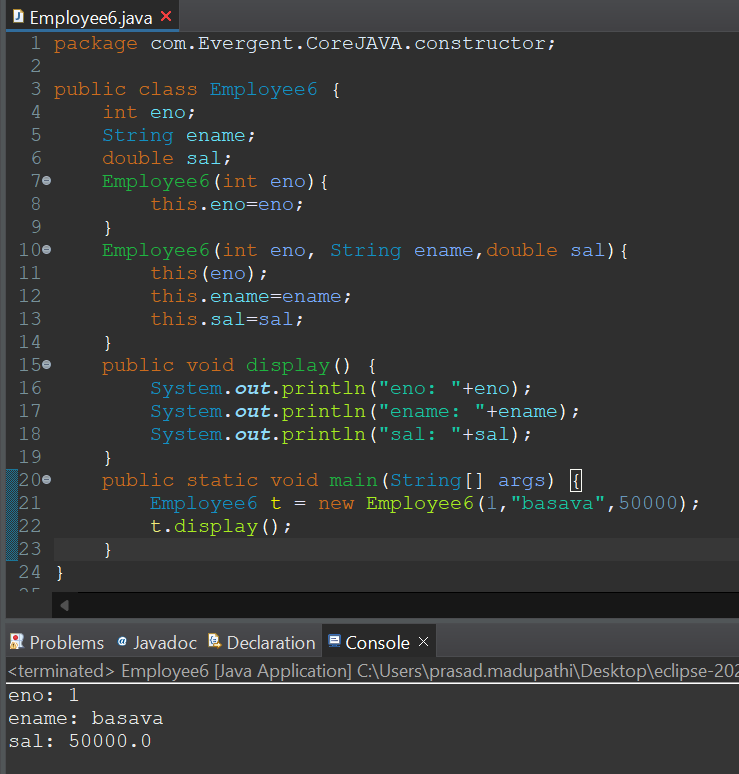 Employee6.java
1 package com.Evergent.CoreJAVA.constructor;
2
3 public class Employee6 {
4     int eno;
5     String ename;
6     double sal;
7     Employee6(int eno){
8         this.eno=eno;
9     }
10     Employee6(int eno, String ename,double sal){
11         this(eno);
12         this.ename=ename;
13         this.sal=sal;
14     }
15     public void display() {
16         System.out.println("eno: "+eno);
17         System.out.println("ename: "+ename);
18         System.out.println("sal: "+sal);
19     }
20     public static void main(String[] args) {
21         Employee6 t = new Employee6(1,"basava",50000);
22         t.display();
23     }
24 }
25
Problems Javadoc Declaration Console
<terminated> Employee6 [Java Application] C:\Users\prasad.madupathi\Desktop\eclipse-202
eno: 1
ename: basava
sal: 50000.0